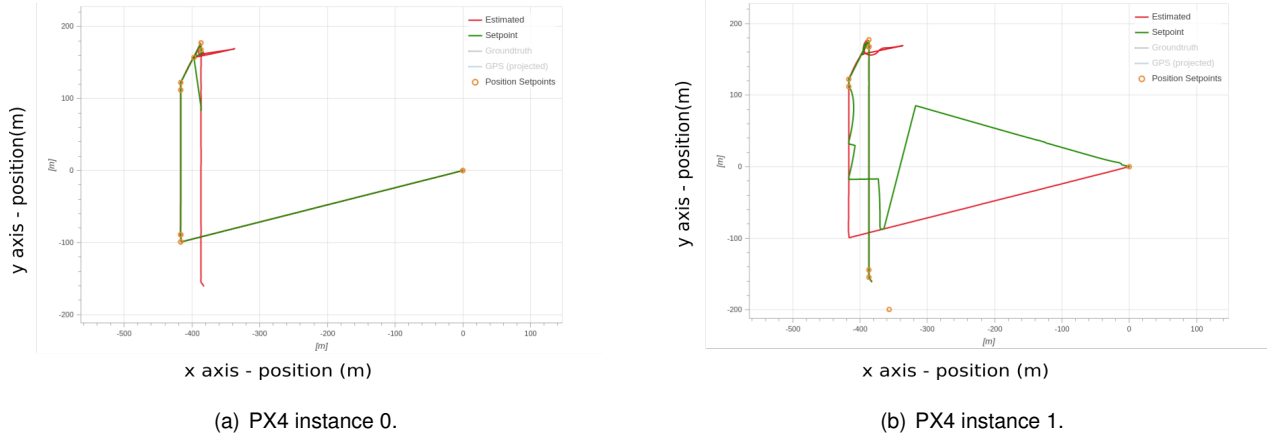 200
100
0
-100
-200
-500
-400
-300
-200
-100
0
100
[m]
[m]
y axis - position(m)
x axis - position (m)
Estimated
Setpoint
Groundtruth
GPS (projected)
Position Setpoints
(a) PX4 instance 0.
200
100
0
-100
-200
-500
-400
-300
-200
-100
0
100
[m]
[m]
y axis - position(m)
x axis - position (m)
Estimated
Setpoint
Groundtruth
GPS (projected)
Position Setpoints
(b) PX4 instance 1.